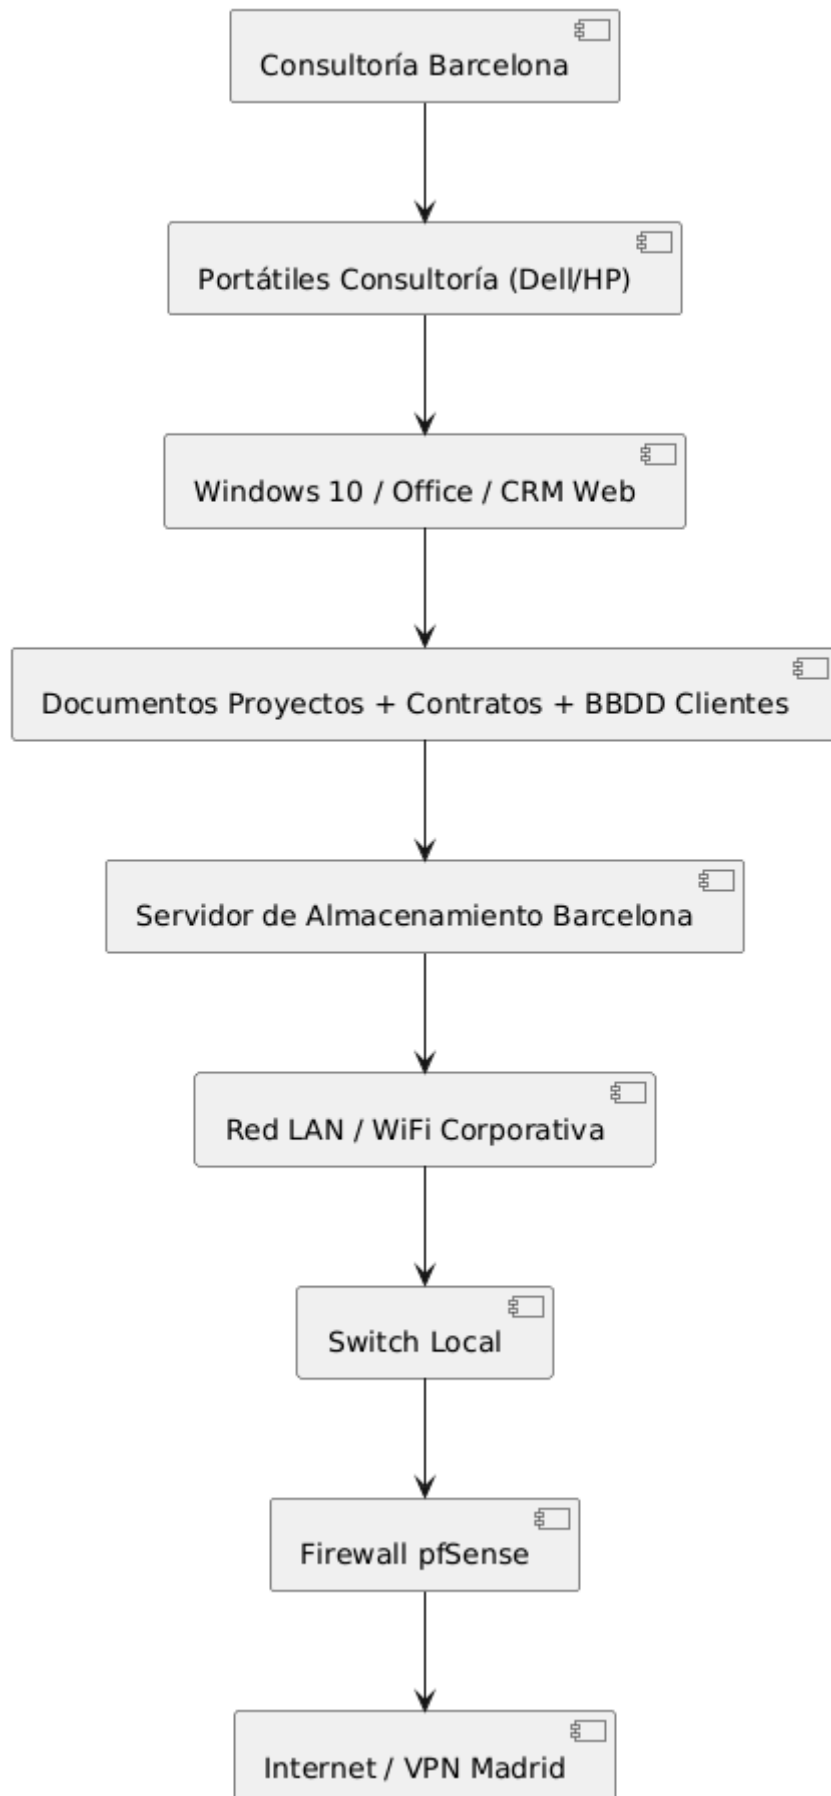 Consultoría Barcelona
Portátiles Consultoría (Dell/HP)
Windows 10 / Office / CRM Web
Documentos Proyectos + Contratos + BBDD Clientes
Servidor de Almacenamiento Barcelona
Red LAN / WiFi Corporativa
Switch Local
Firewall pfSense
Internet / VPN Madrid